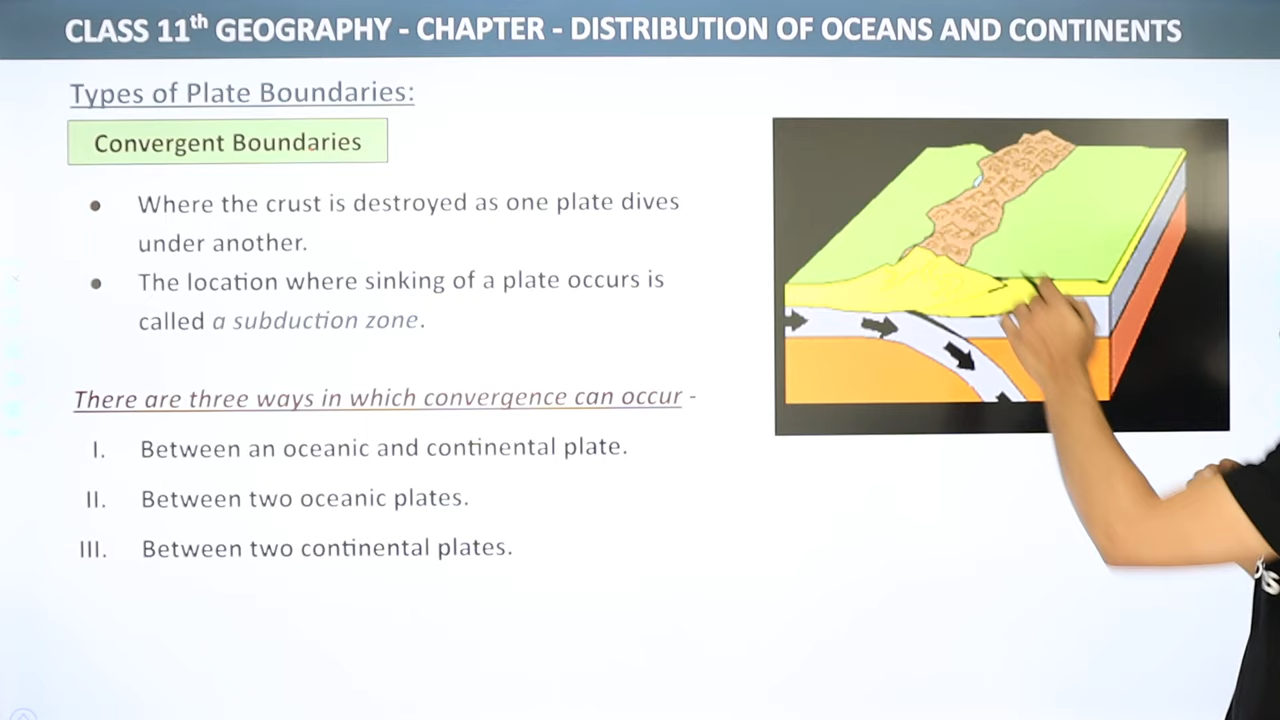 CLASS 11th GEOGRAPHY - CHAPTER - DISTRIBUTION OF OCEANS AND CONTINENTS
Types of Plate Boundaries:
Convergent Boundaries
● Where the crust is destroyed as one plate dives
under another.
● The location where sinking of a plate occurs is
called a subduction zone.
There are three ways in which convergence can occur -
I. Between an oceanic and continental plate.
II. Between two oceanic plates.
III. Between two continental plates.